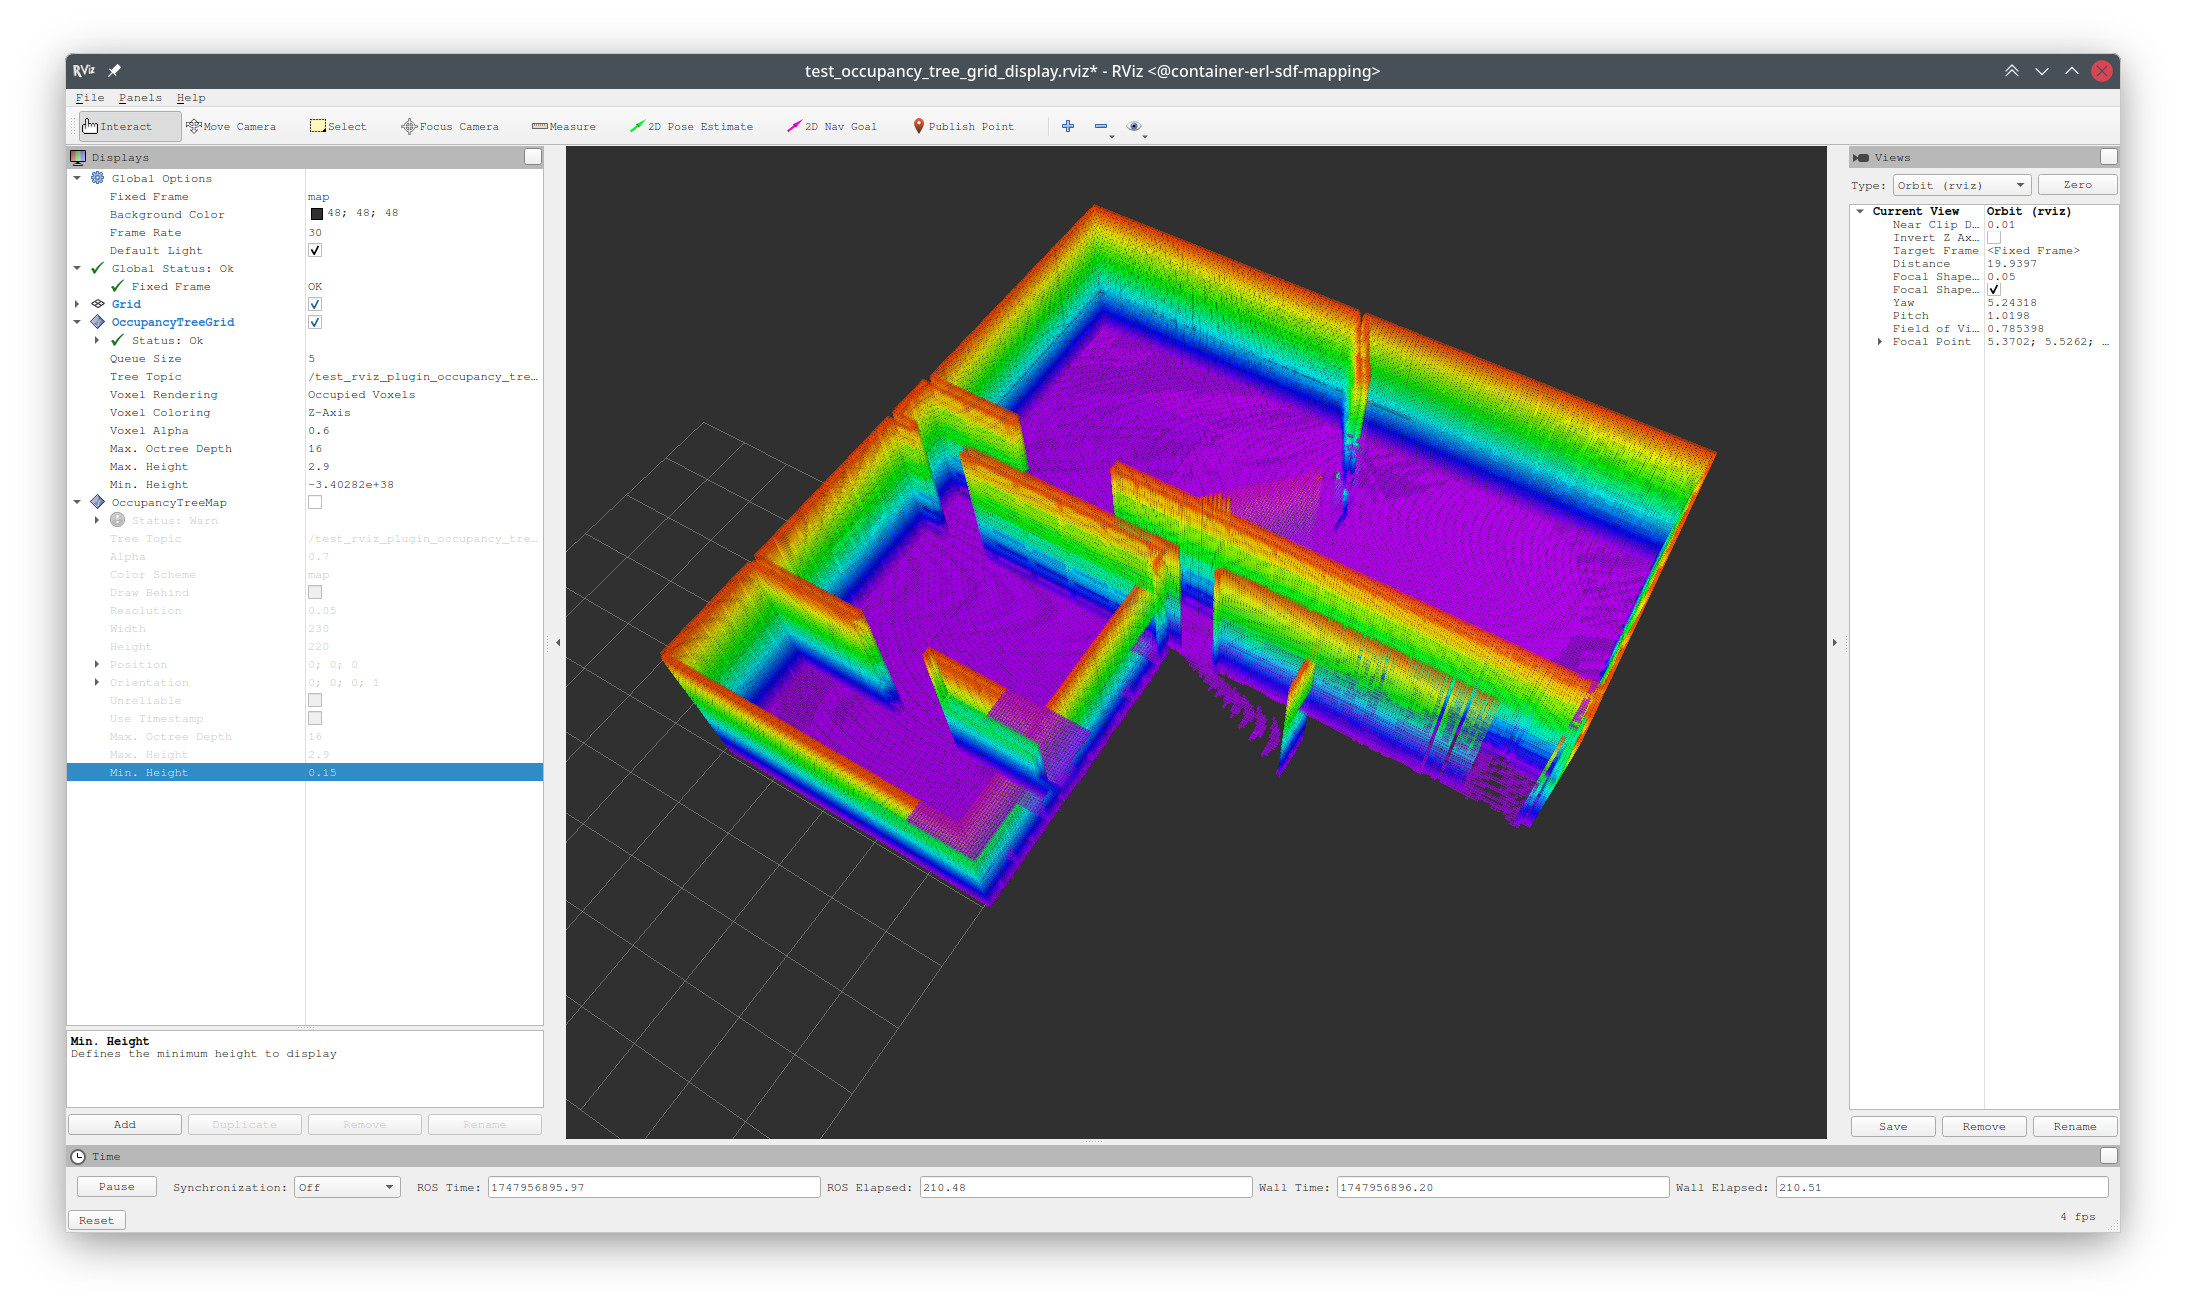 RViz
test_occupancy_tree_grid_display.rviz* - RViz <@container-erl-sdf-mapping>
File Panels Help
Interact Move Camera Select Focus Camera Measure 2D Pose Estimate 2D Nav Goal Publish Point
Displays
Global Options
Fixed Frame map
Background Color 48; 48; 48
Frame Rate 30
Default Light
Global Status: Ok
Fixed Frame OK
Grid
OccupancyTreeGrid
Status: Ok
Queue Size 5
Tree Topic /test_rviz_plugin_occupancy_tre…
Voxel Rendering Occupied Voxels
Voxel Coloring Z-Axis
Voxel Alpha 0.6
Max. Octree Depth 16
Max. Height 2.9
Min. Height -3.40282e+38
OccupancyTreeMap
Status: Warn
Tree Topic /test_rviz_plugin_occupancy_tre…
Alpha 0.7
Color Scheme map
Draw Behind
Resolution 0.05
Width 230
Height 220
Position 0; 0; 0
Orientation 0; 0; 0; 1
Unreliable
Use Timestamp
Max. Octree Depth 16
Max. Height 2.9
Min. Height 0.15
Min. Height
Defines the minimum height to display
Add Duplicate Remove Rename
Views
Type: Orbit (rviz) Zero
Current View Orbit (rviz)
Near Clip D… 0.01
Invert Z Ax…
Target Frame <Fixed Frame>
Distance 19.9397
Focal Shape… 0.05
Focal Shape…
Yaw 5.24318
Pitch 1.0198
Field of Vi… 0.785398
Focal Point 5.3702; 5.5262; …
Save Remove Rename
Time
Pause Synchronization: Off ROS Time: 1747956895.97 ROS Elapsed: 210.48 Wall Time: 1747956896.20 Wall Elapsed: 210.51
Reset 4 fps